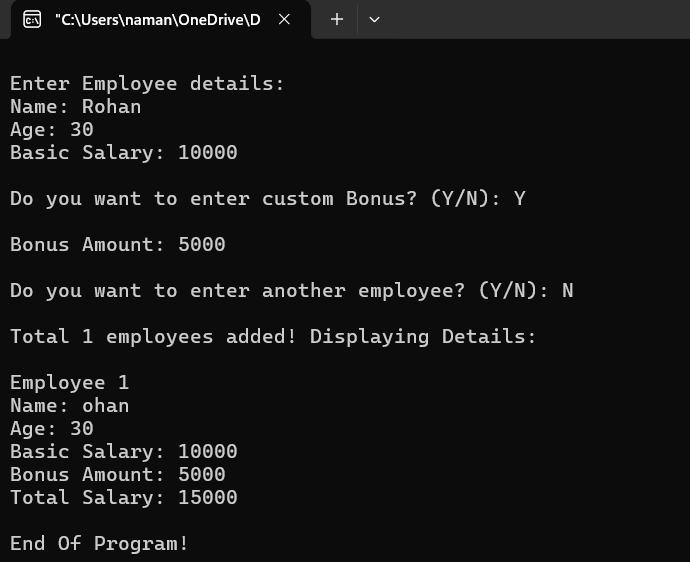 "C:\Users\naman\OneDrive\D
Enter Employee details:
Name: Rohan
Age: 30
Basic Salary: 10000
Do you want to enter custom Bonus? (Y/N): Y
Bonus Amount: 5000
Do you want to enter another employee? (Y/N): N
Total 1 employees added! Displaying Details:
Employee 1
Name: ohan
Age: 30
Basic Salary: 10000
Bonus Amount: 5000
Total Salary: 15000
End Of Program!